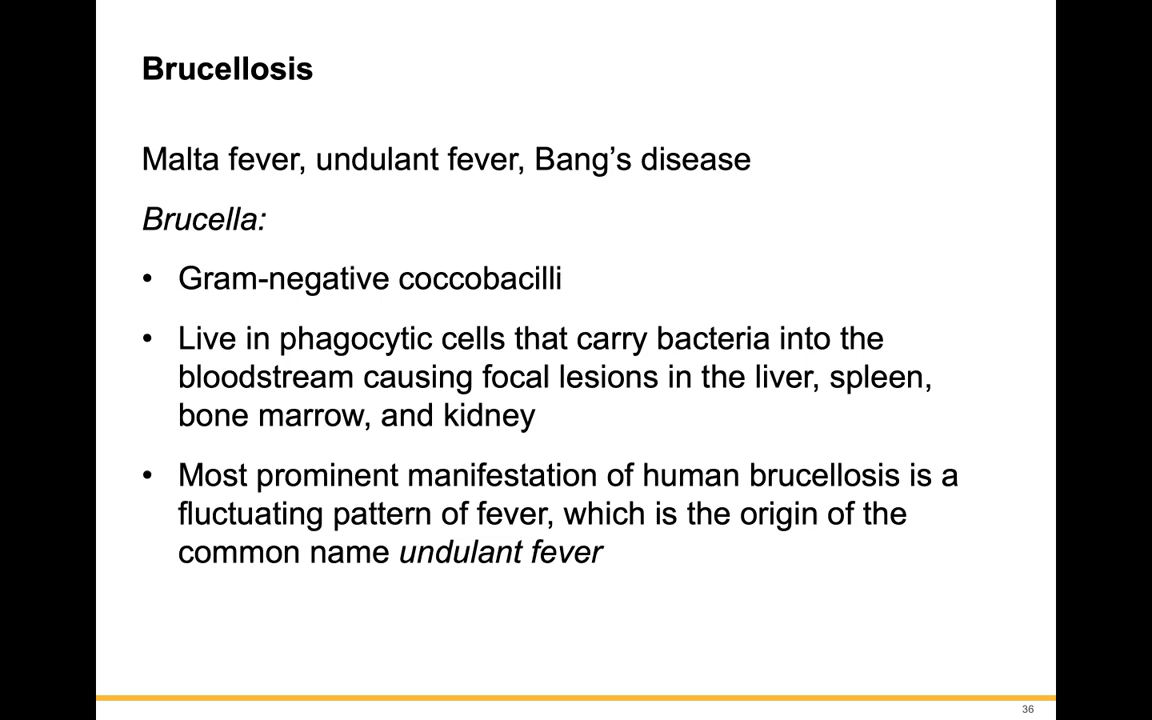 Brucellosis
Malta fever, undulant fever, Bang’s disease
Brucella:
• Gram-negative coccobacilli
• Live in phagocytic cells that carry bacteria into the
bloodstream causing focal lesions in the liver, spleen,
bone marrow, and kidney
• Most prominent manifestation of human brucellosis is a
fluctuating pattern of fever, which is the origin of the
common name undulant fever
36